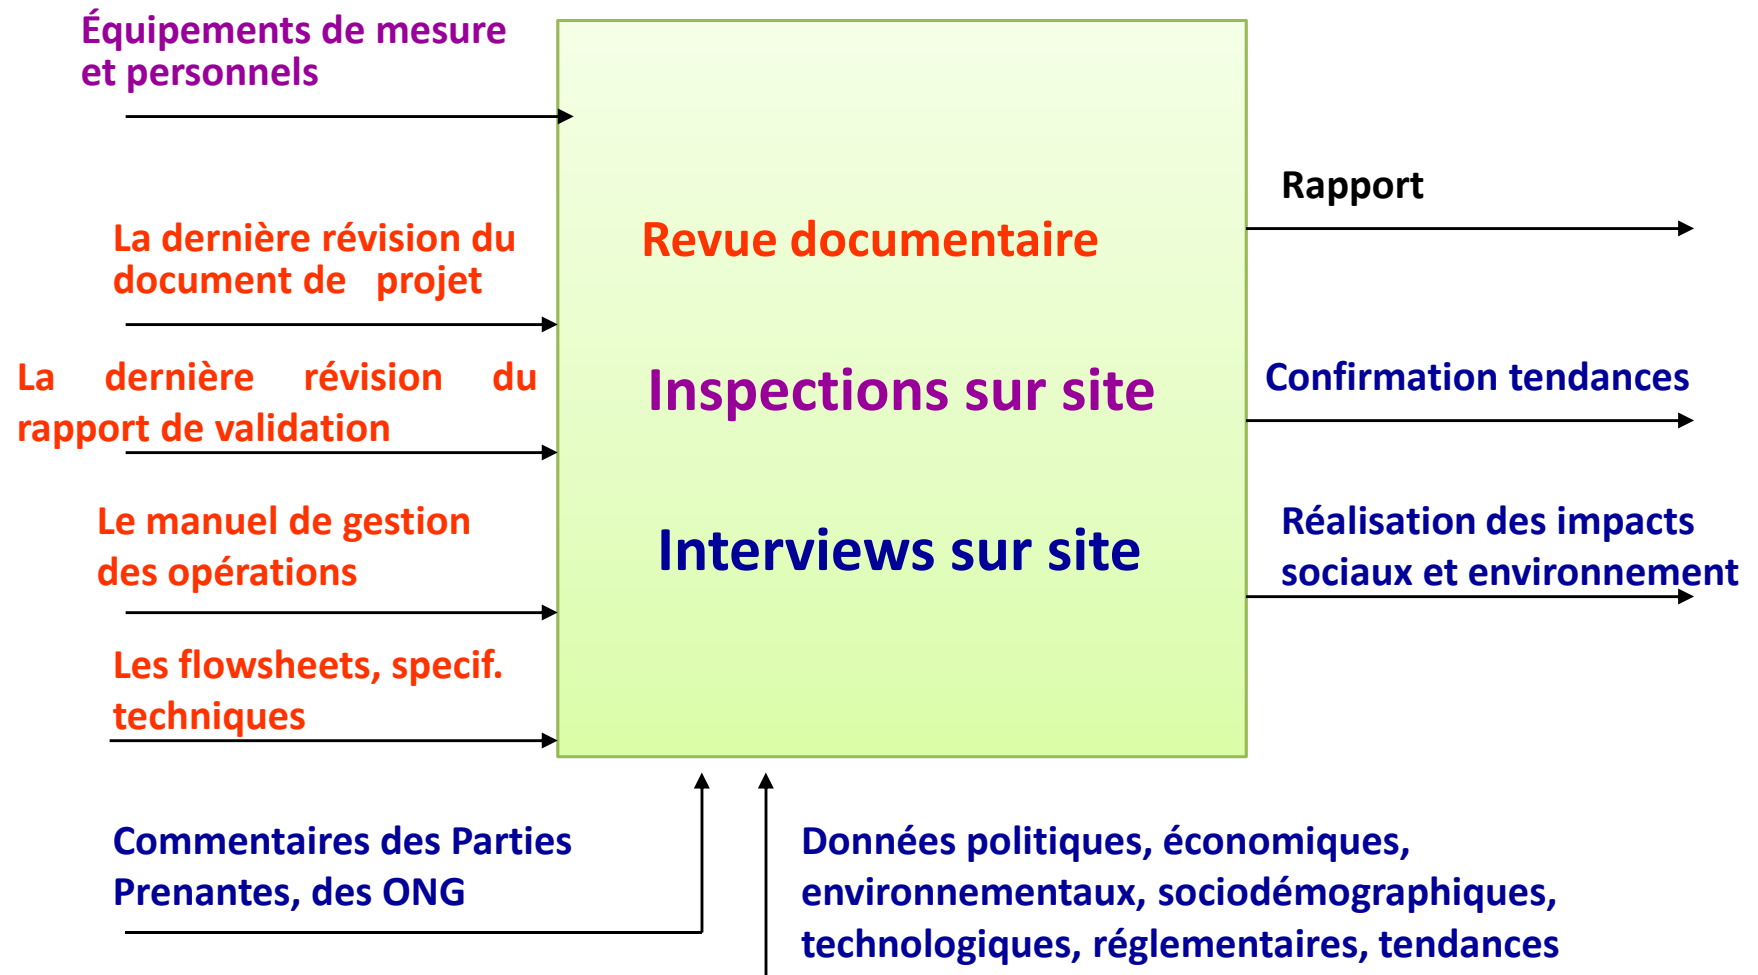 Équipements de mesure
et personnels
La dernière révision du
document de projet
La dernière révision du
rapport de validation
Le manuel de gestion
des opérations
Les flowsheets, specif.
techniques
Commentaires des Parties
Prenantes, des ONG
Revue documentaire
Inspections sur site
Interviews sur site
Rapport
Confirmation tendances
Réalisation des impacts
sociaux et environnement
Données politiques, économiques,
environnementaux, sociodémographiques,
technologiques, réglementaires, tendances